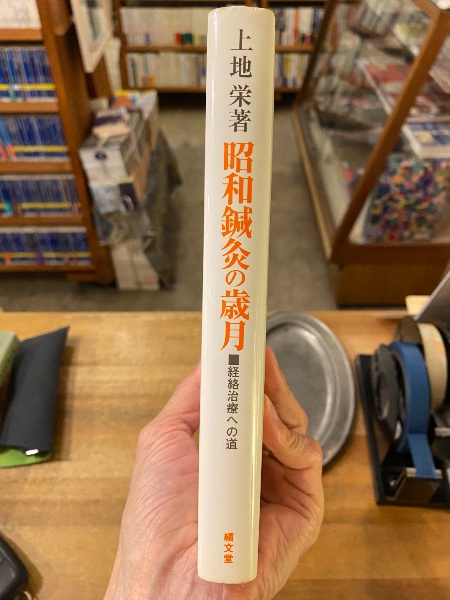 上地 栄著
昭和鍼灸の歳月
■経絡治療への道
績文堂